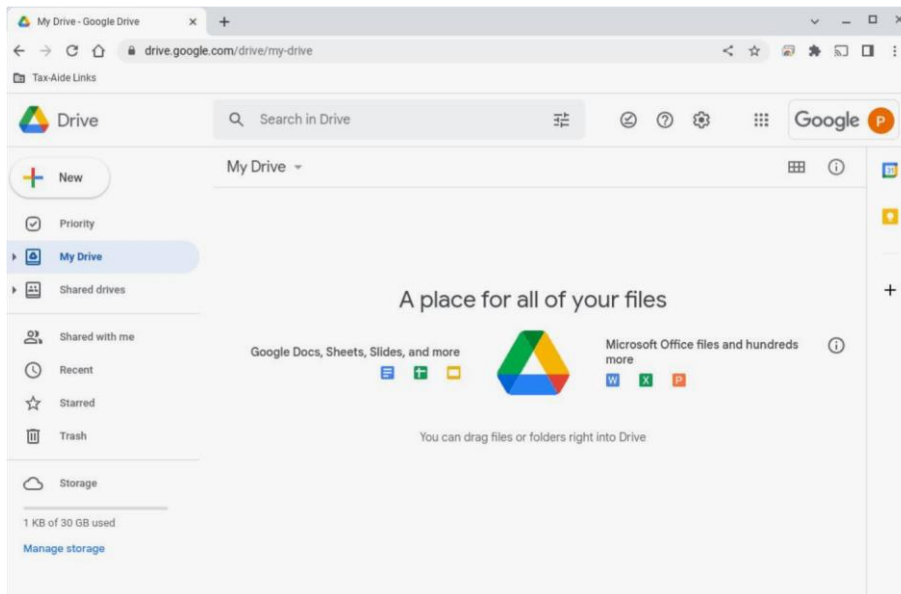 My Drive - Google Drive
drive.google.com/drive/my-drive
Tax-Aide Links
Drive
Search in Drive
Google P
New
My Drive
Priority
My Drive
Shared drives
Shared with me
Recent
Starred
Trash
Storage
1 KB of 30 GB used
Manage storage
A place for all of your files
Google Docs, Sheets, Slides, and more
Microsoft Office files and hundreds
more
W X P
You can drag files or folders right into Drive
31